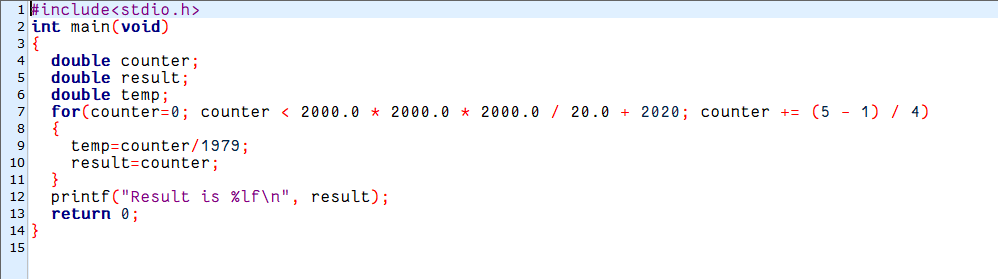 1 #include<stdio.h>
2 int main(void)
3 {
4   double counter;
5   double result;
6   double temp;
7   for(counter=0; counter < 2000.0 * 2000.0 * 2000.0 / 20.0 + 2020; counter += (5 - 1) / 4)
8   {
9     temp=counter/1979;
10     result=counter;
11   }
12   printf("Result is %lf\n", result);
13   return 0;
14 }
15